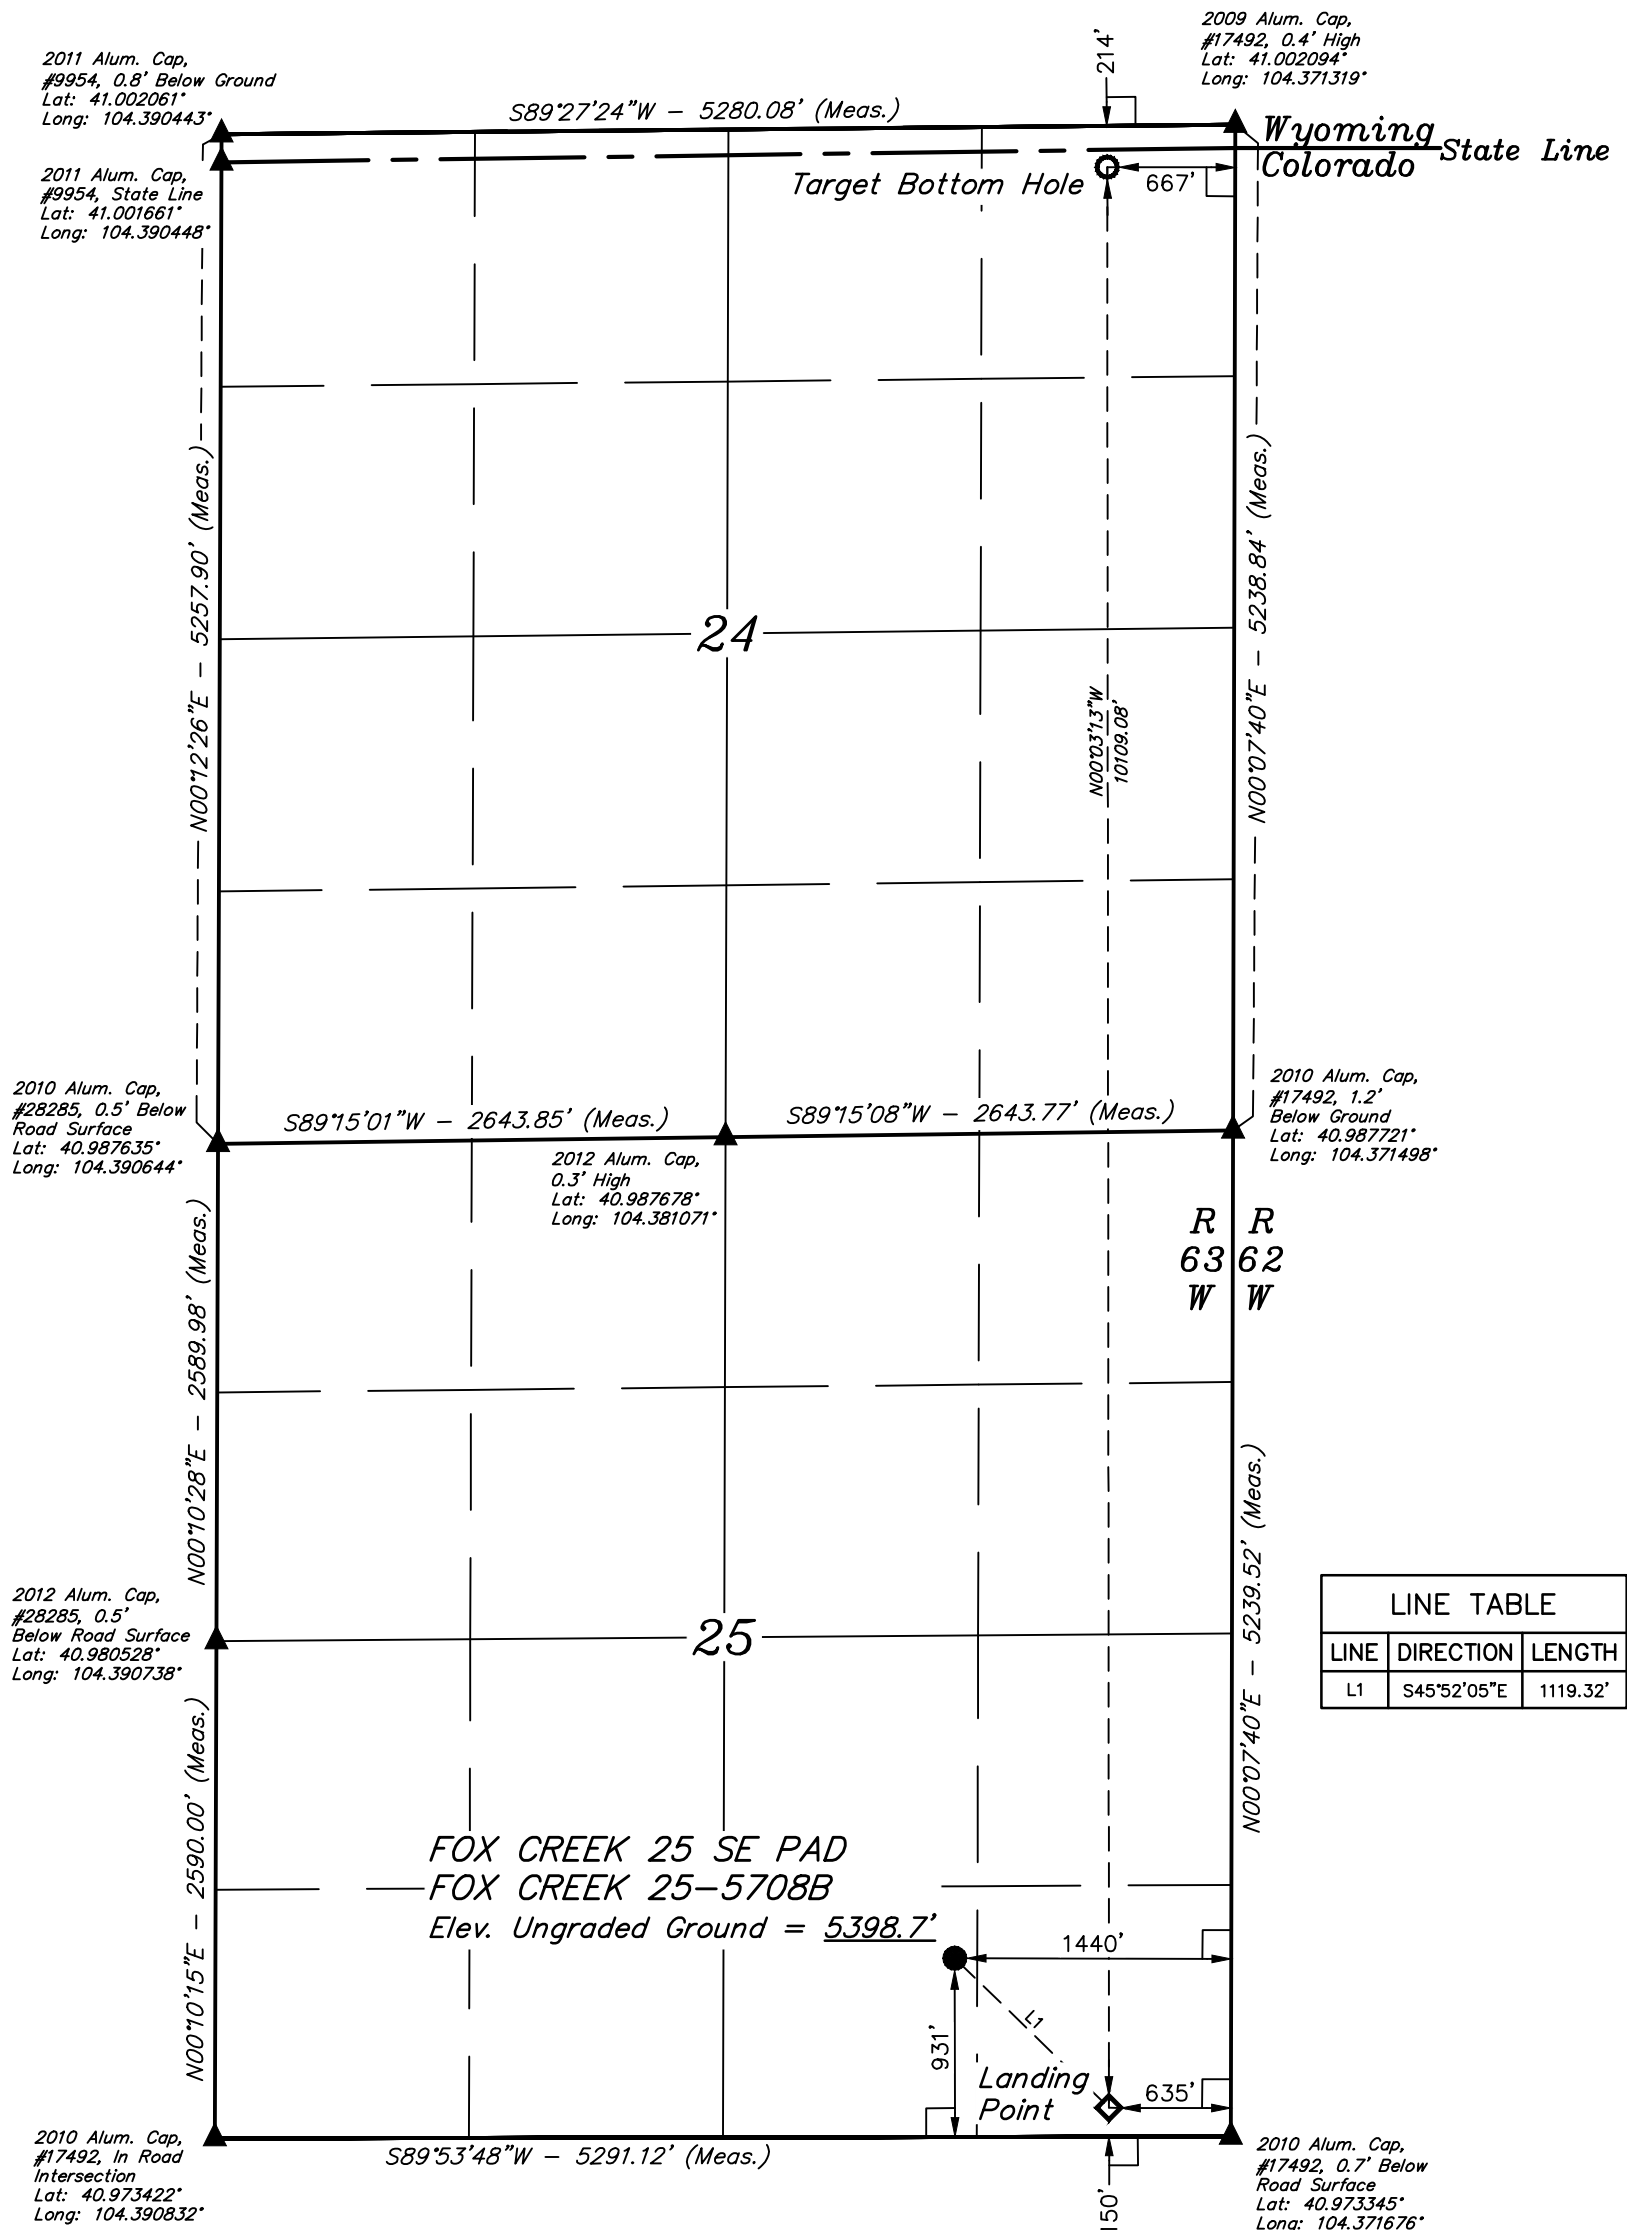 2009 Alum. Cap,
#17492, 0.4' High
Lat: 41.002094°
Long: 104.371319°
214'
2011 Alum. Cap,
#9954, 0.8' Below Ground
Lat: 41.002061°
Long: 104.390443°
S89°27'24"W - 5280.08' (Meas.)
Wyoming
Colorado
State Line
2011 Alum. Cap,
#9954, State Line
Lat: 41.001661°
Long: 104.390448°
Target Bottom Hole
667'
N00°12'26"E - 5257.90' (Meas.)
N00°07'40"E - 5238.84' (Meas.)
24
N00°03'13"W
10109.08'
2010 Alum. Cap,
#28285, 0.5' Below
Road Surface
Lat: 40.987635°
Long: 104.390644°
S89°15'01"W - 2643.85' (Meas.)
S89°15'08"W - 2643.77' (Meas.)
2010 Alum. Cap,
#17492, 1.2'
Below Ground
Lat: 40.987721°
Long: 104.371498°
2012 Alum. Cap,
0.3' High
Lat: 40.987678°
Long: 104.381071°
R R
63 62
W W
N00°10'28"E - 2589.98' (Meas.)
N00°07'40"E - 5239.52' (Meas.)
2012 Alum. Cap,
#28285, 0.5'
Below Road Surface
Lat: 40.980528°
Long: 104.390738°
25
LINE TABLE
LINE DIRECTION LENGTH
L1 S45°52'05"E 1119.32'
N00°10'15"E - 2590.00' (Meas.)
FOX CREEK 25 SE PAD
FOX CREEK 25-5708B
Elev. Ungraded Ground = 5398.7'
1440'
L1
931'
Landing
Point
635'
S89°53'48"W - 5291.12' (Meas.)
150'
2010 Alum. Cap,
#17492, In Road
Intersection
Lat: 40.973422°
Long: 104.390832°
2010 Alum. Cap,
#17492, 0.7' Below
Road Surface
Lat: 40.973345°
Long: 104.371676°